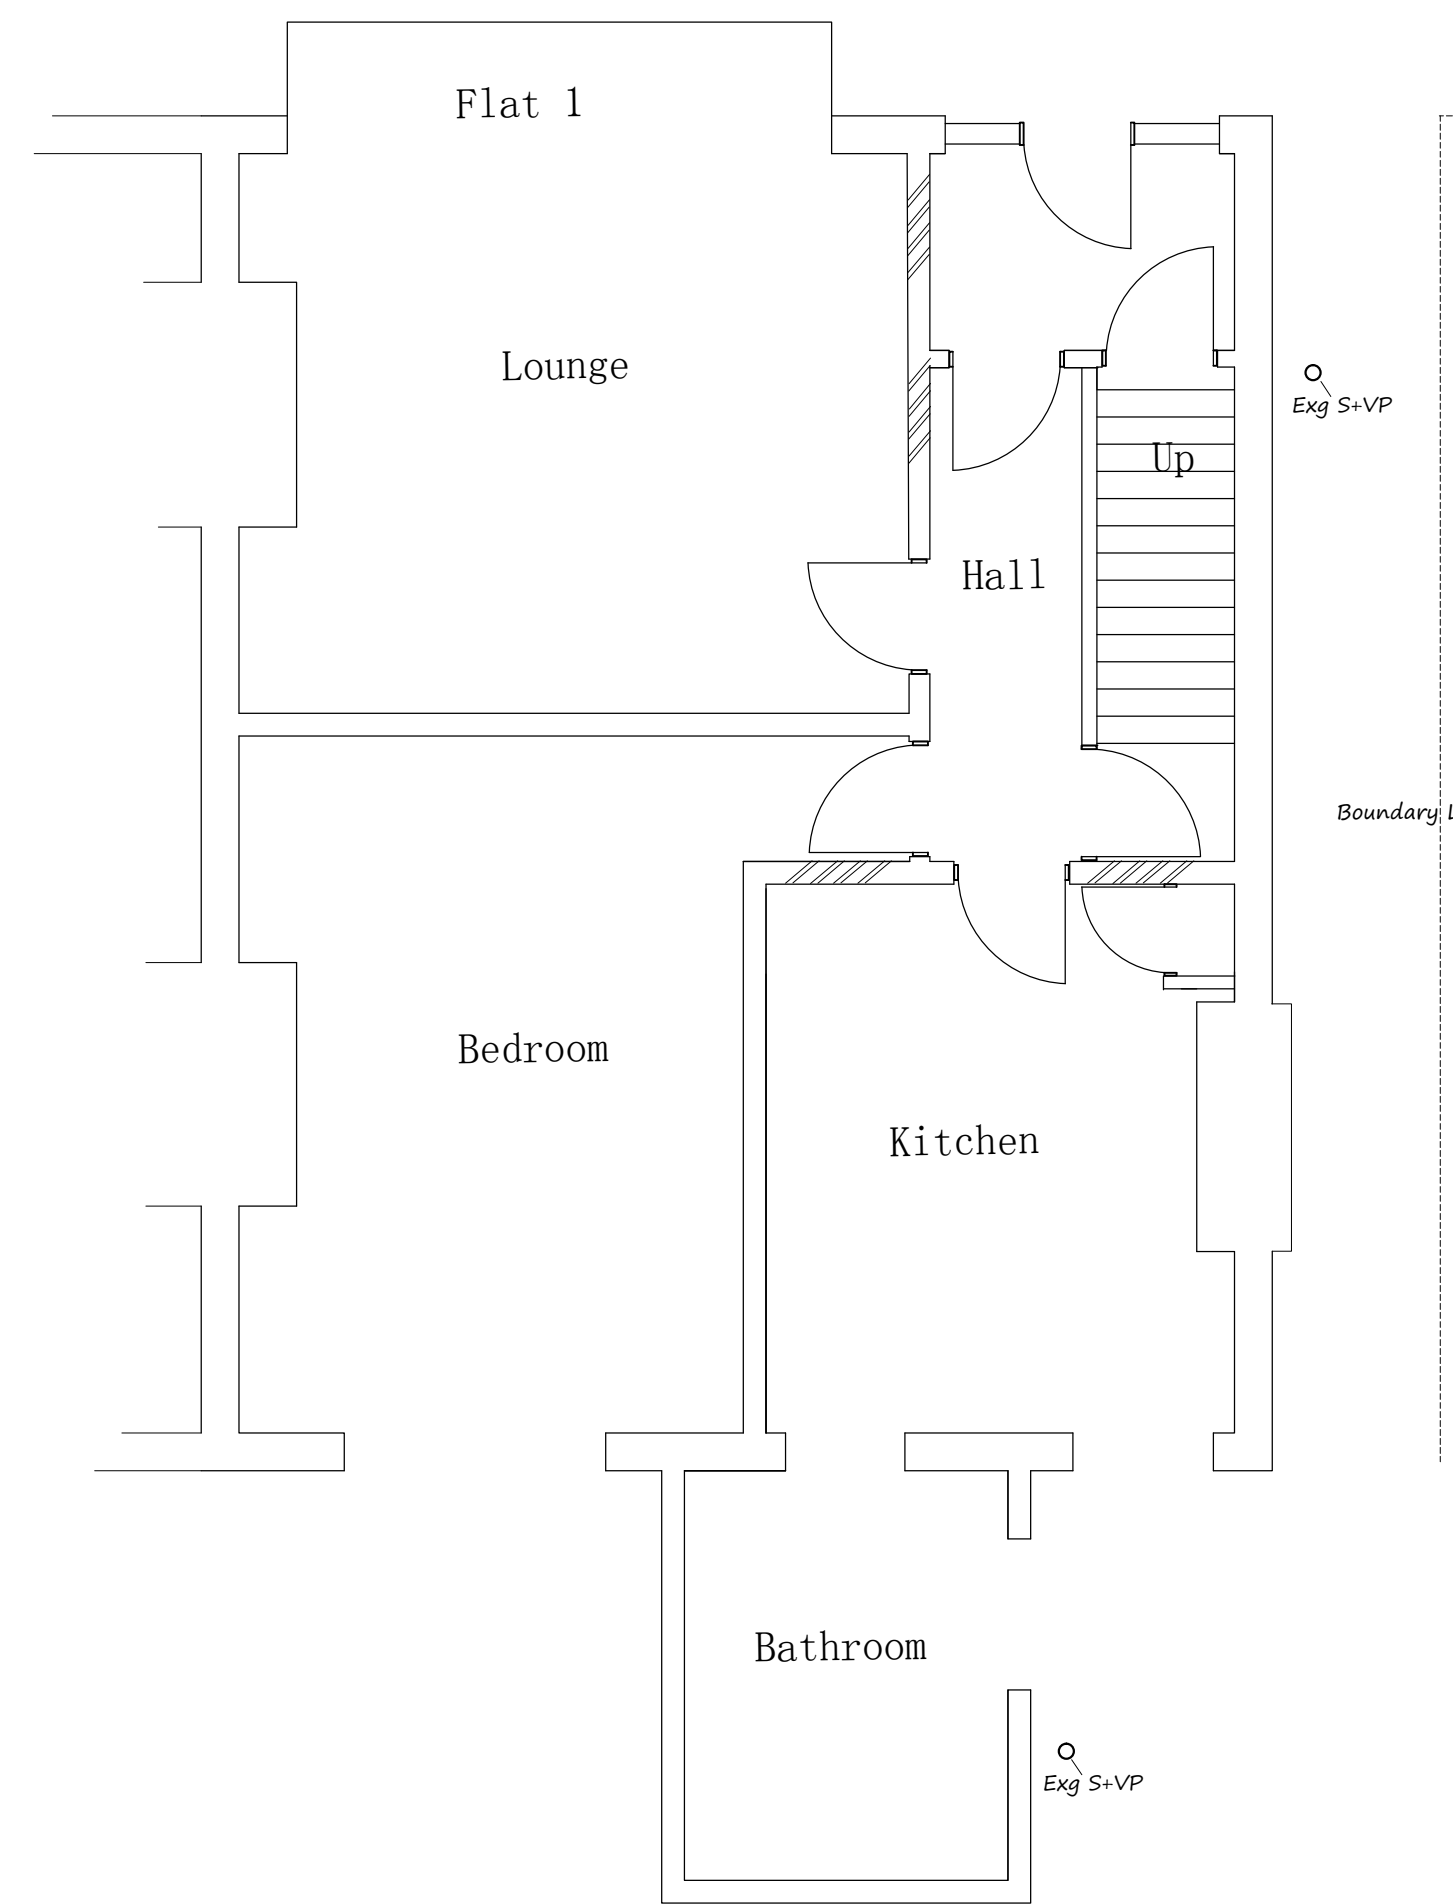 Flat 1
Lounge
Exg S+VP
Up
Hall
Boundary L
Bedroom
Kitchen
Bathroom
Exg S+VP